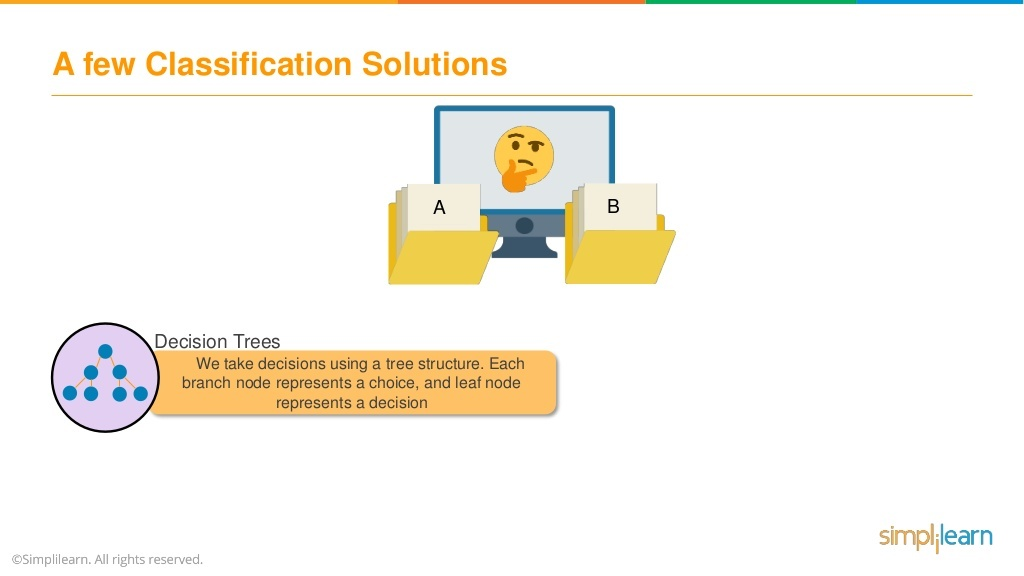 A few Classification Solutions
A
B
Decision Trees
We take decisions using a tree structure. Each
branch node represents a choice, and leaf node
represents a decision
simplilearn
©Simplilearn. All rights reserved.